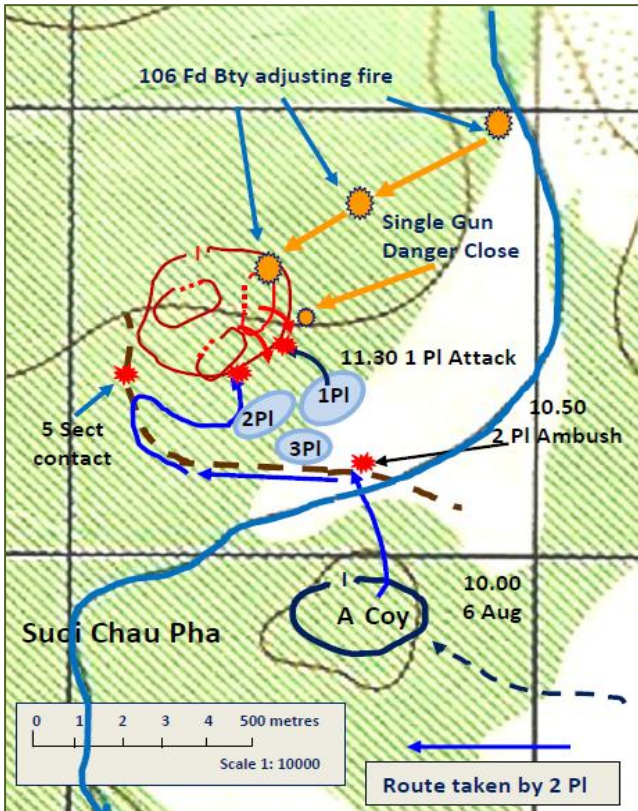 106 Fd Bty adjusting fire
Single Gun
Danger Close
I
11.30 1 Pl Attack
1Pl
2Pl
3Pl
10.50
2 Pl Ambush
5 Sect
contact
I
A Coy
10.00
6 Aug
Suoi Chau Pha
0 1 2 3 4 500 metres
Scale 1: 10000
Route taken by 2 Pl